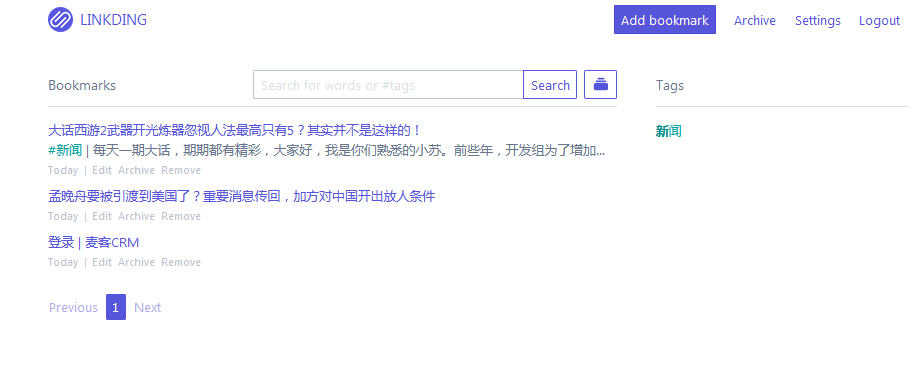 LINKDING
Add bookmark Archive Settings Logout
Bookmarks
Search for words or #tags Search
Tags
大话西游2武器开光炼器忽视人法最高只有5？其实并不是这样的！
#新闻 | 每天一期大话，期期都有精彩，大家好，我是你们熟悉的小苏。前些年，开发组为了增加...
Today | Edit Archive Remove
孟晚舟要被引渡到美国了？重要消息传回，加方对中国开出放人条件
Today | Edit Archive Remove
登录 | 麦客CRM
Today | Edit Archive Remove
Previous 1 Next
新闻